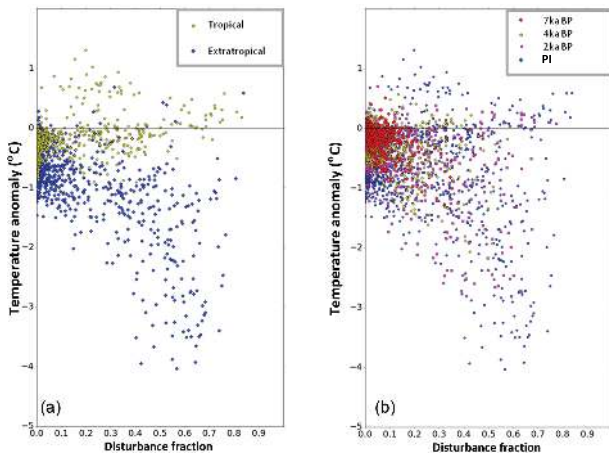 Tropical
Extratropical
Temperature anomaly (°C)
1
0
−1
−2
−3
−4
−5
(a)
0.0 0.1 0.2 0.3 0.4 0.5 0.6 0.7 0.8 0.9
Disturbance fraction
7ka BP
4ka BP
2ka BP
PI
Temperature anomaly (°C)
1
0
−1
−2
−3
−4
−5
(b)
0.0 0.1 0.2 0.3 0.4 0.5 0.6 0.7 0.8 0.9
Disturbance fraction